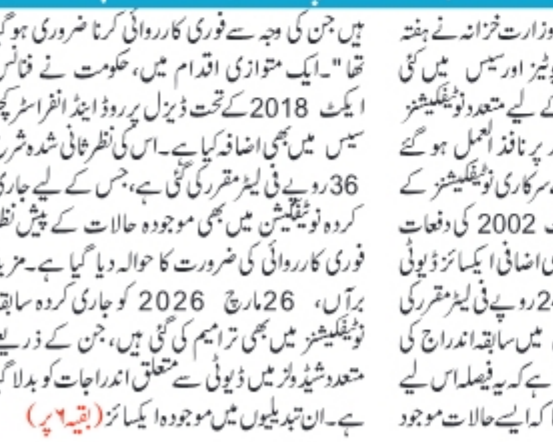 وزارت خزانہ نے ہفتہ
اور سیس میں کئی
کے لیے متعدد نوٹیفکیشنز
پر نافذ العمل ہو گئے
سرکاری نوٹیفکیشنز کے
2002 کی دفعات
اضافی ایکسائز ڈیوٹی
روپے فی لیٹر مقرر کی
میں سابقہ اندراج کی
ہے کہ یہ فیصلہ اس لیے
کہ ایسے حالات موجود
ہیں جن کی وجہ سے فوری کارروائی کرنا ضروری ہو
تھا"۔ ایک متوازی اقدام میں، حکومت نے فنانس
ایکٹ 2018 کے تحت ڈیزل پر روڈ اینڈ انفراسٹرکچر
سیس میں بھی اضافہ کیا ہے۔ اس کی نظر ثانی شدہ شرح
36 روپے فی لیٹر مقرر کی گئی ہے، جس کے لیے جاری
کردہ نوٹیفکیشن میں بھی موجودہ حالات کے پیش نظر
فوری کارروائی کی ضرورت کا حوالہ دیا گیا ہے۔ مزید
برآں، 26 مارچ 2026 کو جاری کردہ سابقہ
نوٹیفکیشنز میں بھی ترامیم کی گئی ہیں، جن کے ذریعے
متعدد شیڈولز میں ڈیوٹی سے متعلق اندراجات کو بدلا گیا
ہے۔ ان تبدیلیوں میں موجودہ ایکسائز (بقیہ ۶ پر)